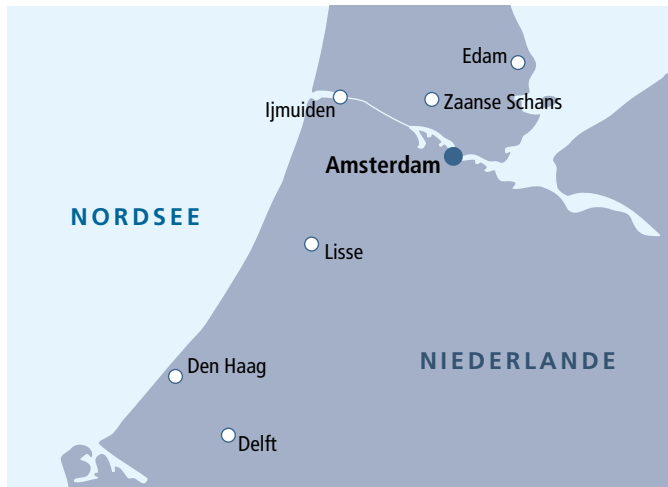 Edam
Zaanse Schans
Ijmuiden
Amsterdam
NORDSEE
Lisse
NIEDERLANDE
Den Haag
Delft